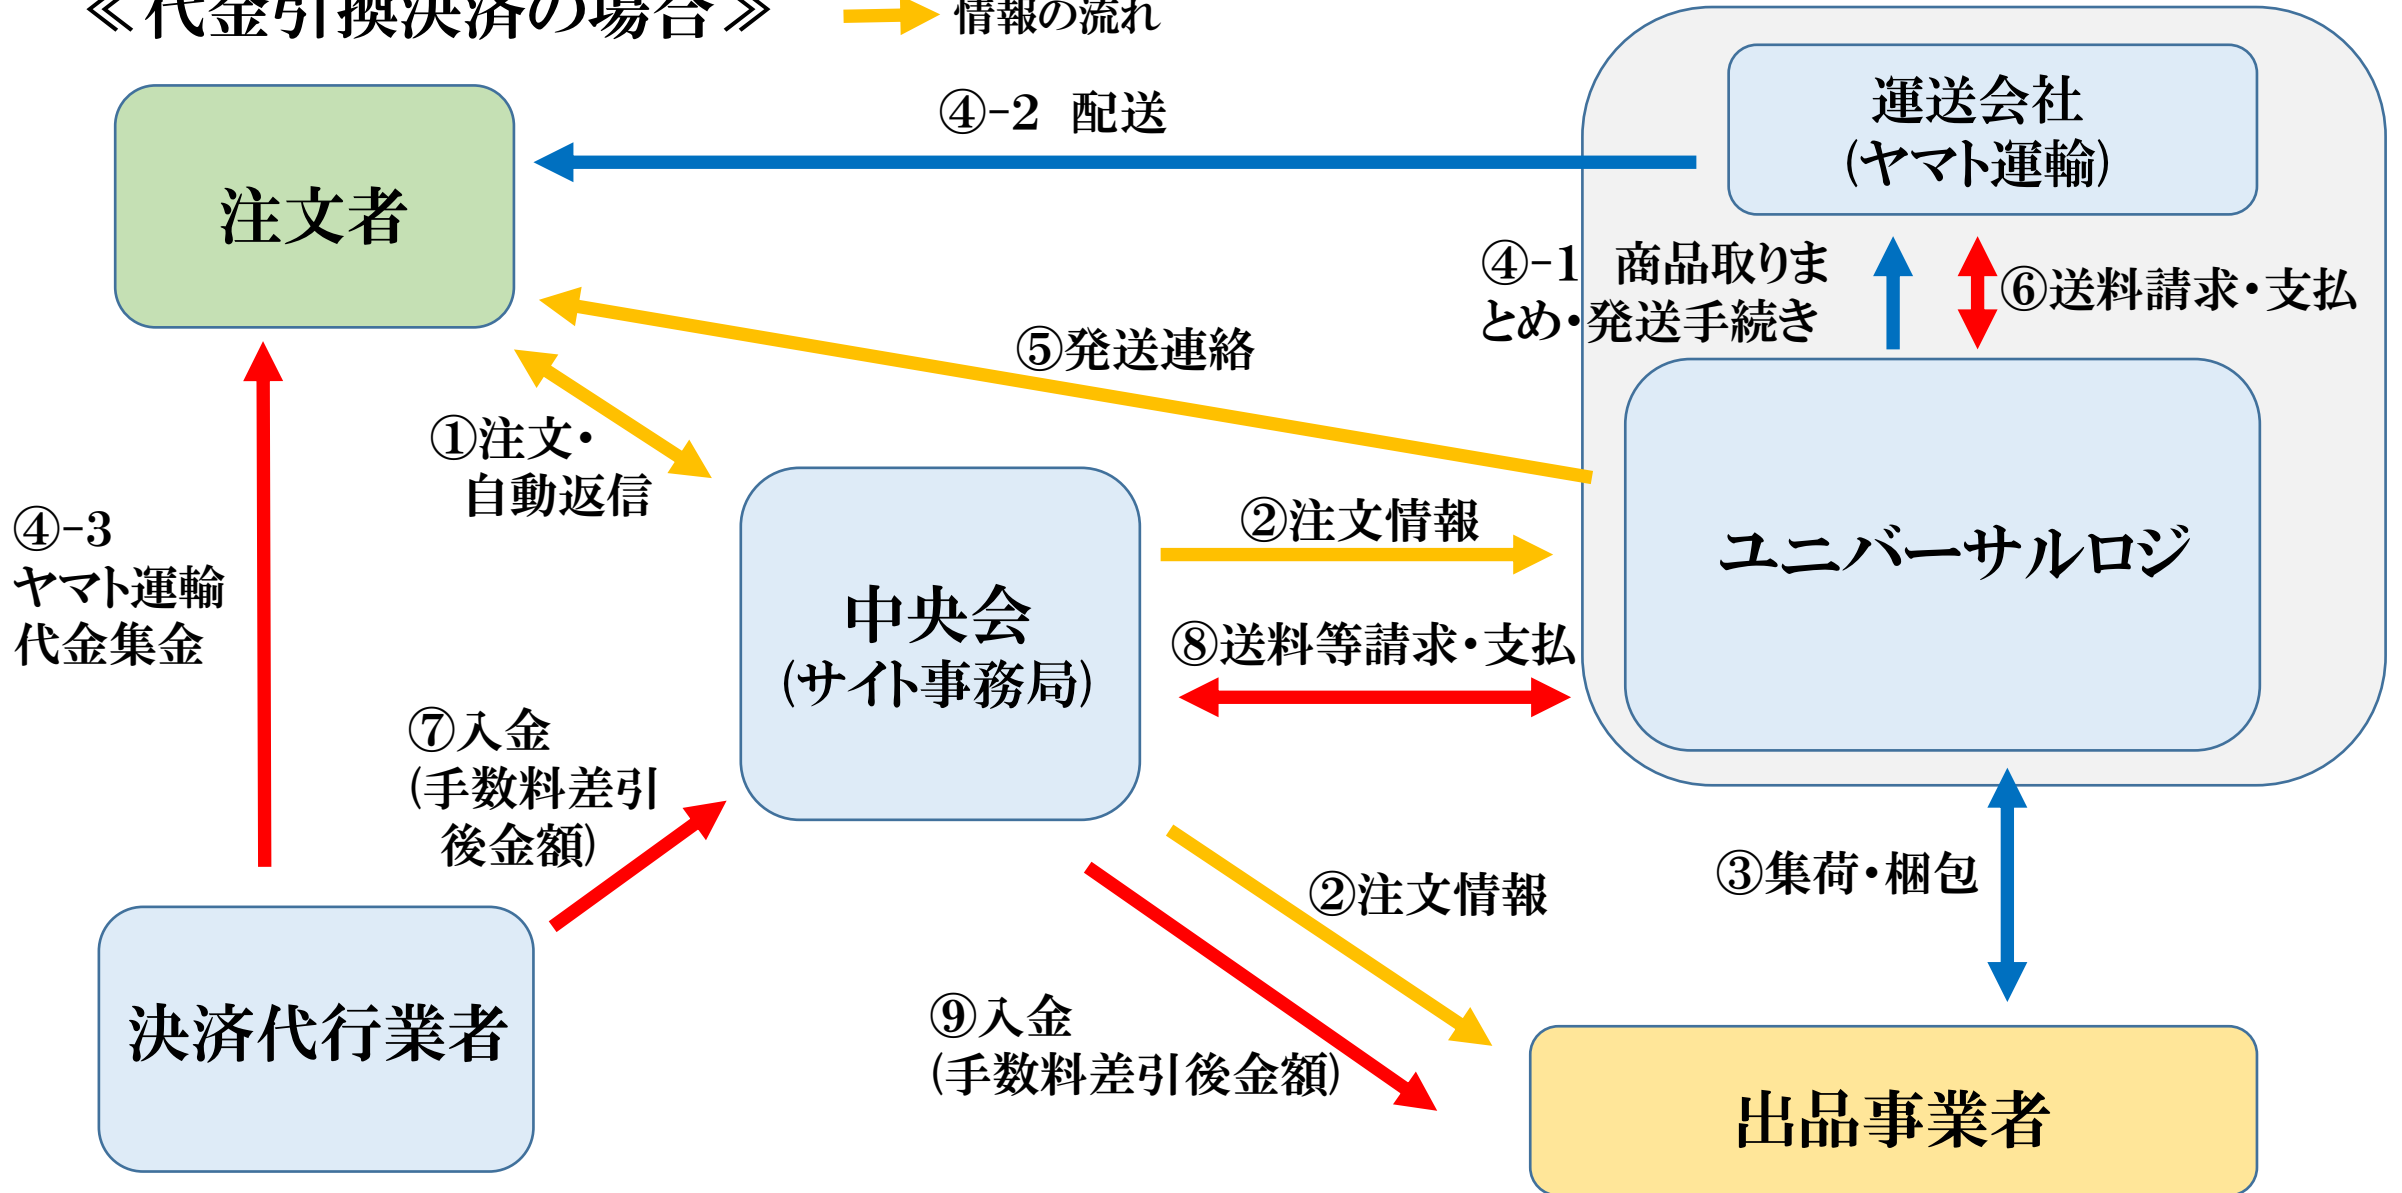 ≪ 代金引換決済の場合 ≫
情報の流れ
運送会社
(ヤマト運輸)
④-2 配送
注文者
④-1 商品取りま
とめ・発送手続き
⑥送料請求・支払
⑤発送連絡
①注文・
自動返信
④-3
ヤマト運輸
代金集金
②注文情報
ユニバーサルロジ
中央会
(サイト事務局)
⑧送料等請求・支払
⑦入金
(手数料差引
後金額)
②注文情報
③集荷・梱包
決済代行業者
⑨入金
(手数料差引後金額)
出品事業者